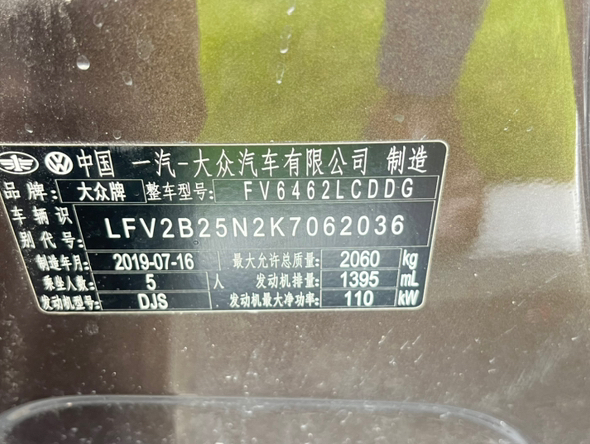 中国 一汽-大众汽车有限公司 制造
品牌: 大众牌 整车型号: FV6462LCDDG
车辆识别代号: LFV2B25N2K7062036
制造年月: 2019-07-16 最大允许总质量: 2060 kg
乘坐人数: 5 人 发动机排量: 1395 mL
发动机型号: DJS 发动机最大净功率: 110 kW